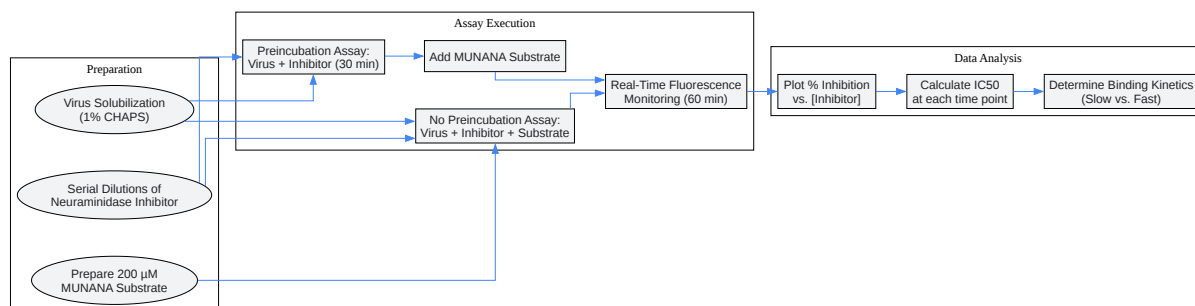 Preparation
Virus Solubilization
(1% CHAPS)
Serial Dilutions of
Neuraminidase Inhibitor
Prepare 200 µM
MUNANA Substrate
Assay Execution
Preincubation Assay:
Virus + Inhibitor (30 min)
Add MUNANA Substrate
No Preincubation Assay:
Virus + Inhibitor + Substrate
Real-Time Fluorescence
Monitoring (60 min)
Data Analysis
Plot % Inhibition
vs. [Inhibitor]
Calculate IC50
at each time point
Determine Binding Kinetics
(Slow vs. Fast)